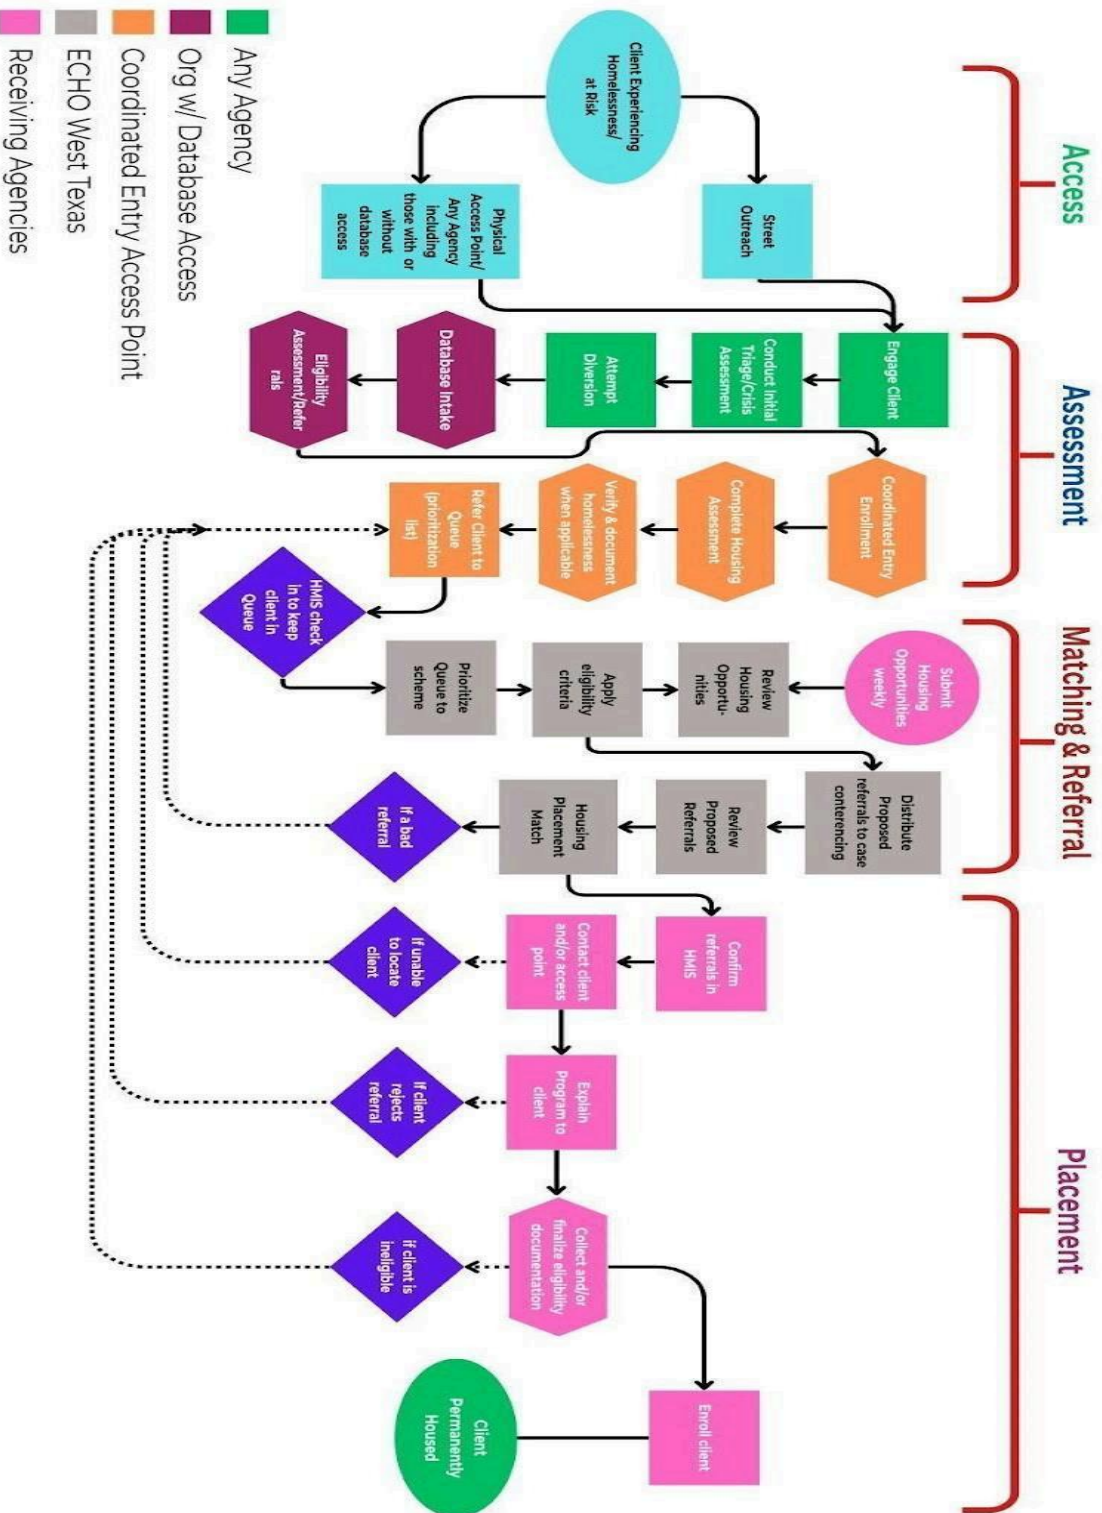 Access
Assessment
Matching & Referral
Placement
Client Experiencing
Homelessness/
at Risk
Street
Outreach
Physical
Access Point/
Any Agency
including
those with or
without
database
access
Engage Client
Conduct Initial
Triage/Crisis
Assessment
Attempt
Diversion
Database Intake
Eligibility
Assessment/Refer
rals
Coordinated Entry
Enrollment
Complete Housing
Assessment
Verify & document
homelessness
when applicable
Refer Client to
Queue
(prioritization
list)
HMIS check
in to keep
client in
Queue
Submit
Housing
Opportunities
weekly
Review
Housing
Opportu-
nities
Apply
eligibility
criteria
Prioritize
Queue to
scheme
Distribute
Proposed
referrals to case
conferencing
Review
Proposed
Referrals
Housing
Placement
Match
If a bad
referral
Confirm
referrals in
HMIS
Contact client
and/or access
point
If unable
to locate
client
Explain
Program to
client
If client
rejects
referral
Collect and/or
finalize eligibility
documentation
if client is
ineligible
Enroll client
Client
Permanently
Housed
Any Agency
Org w/ Database Access
Coordinated Entry Access Point
ECHO West Texas
Receiving Agencies